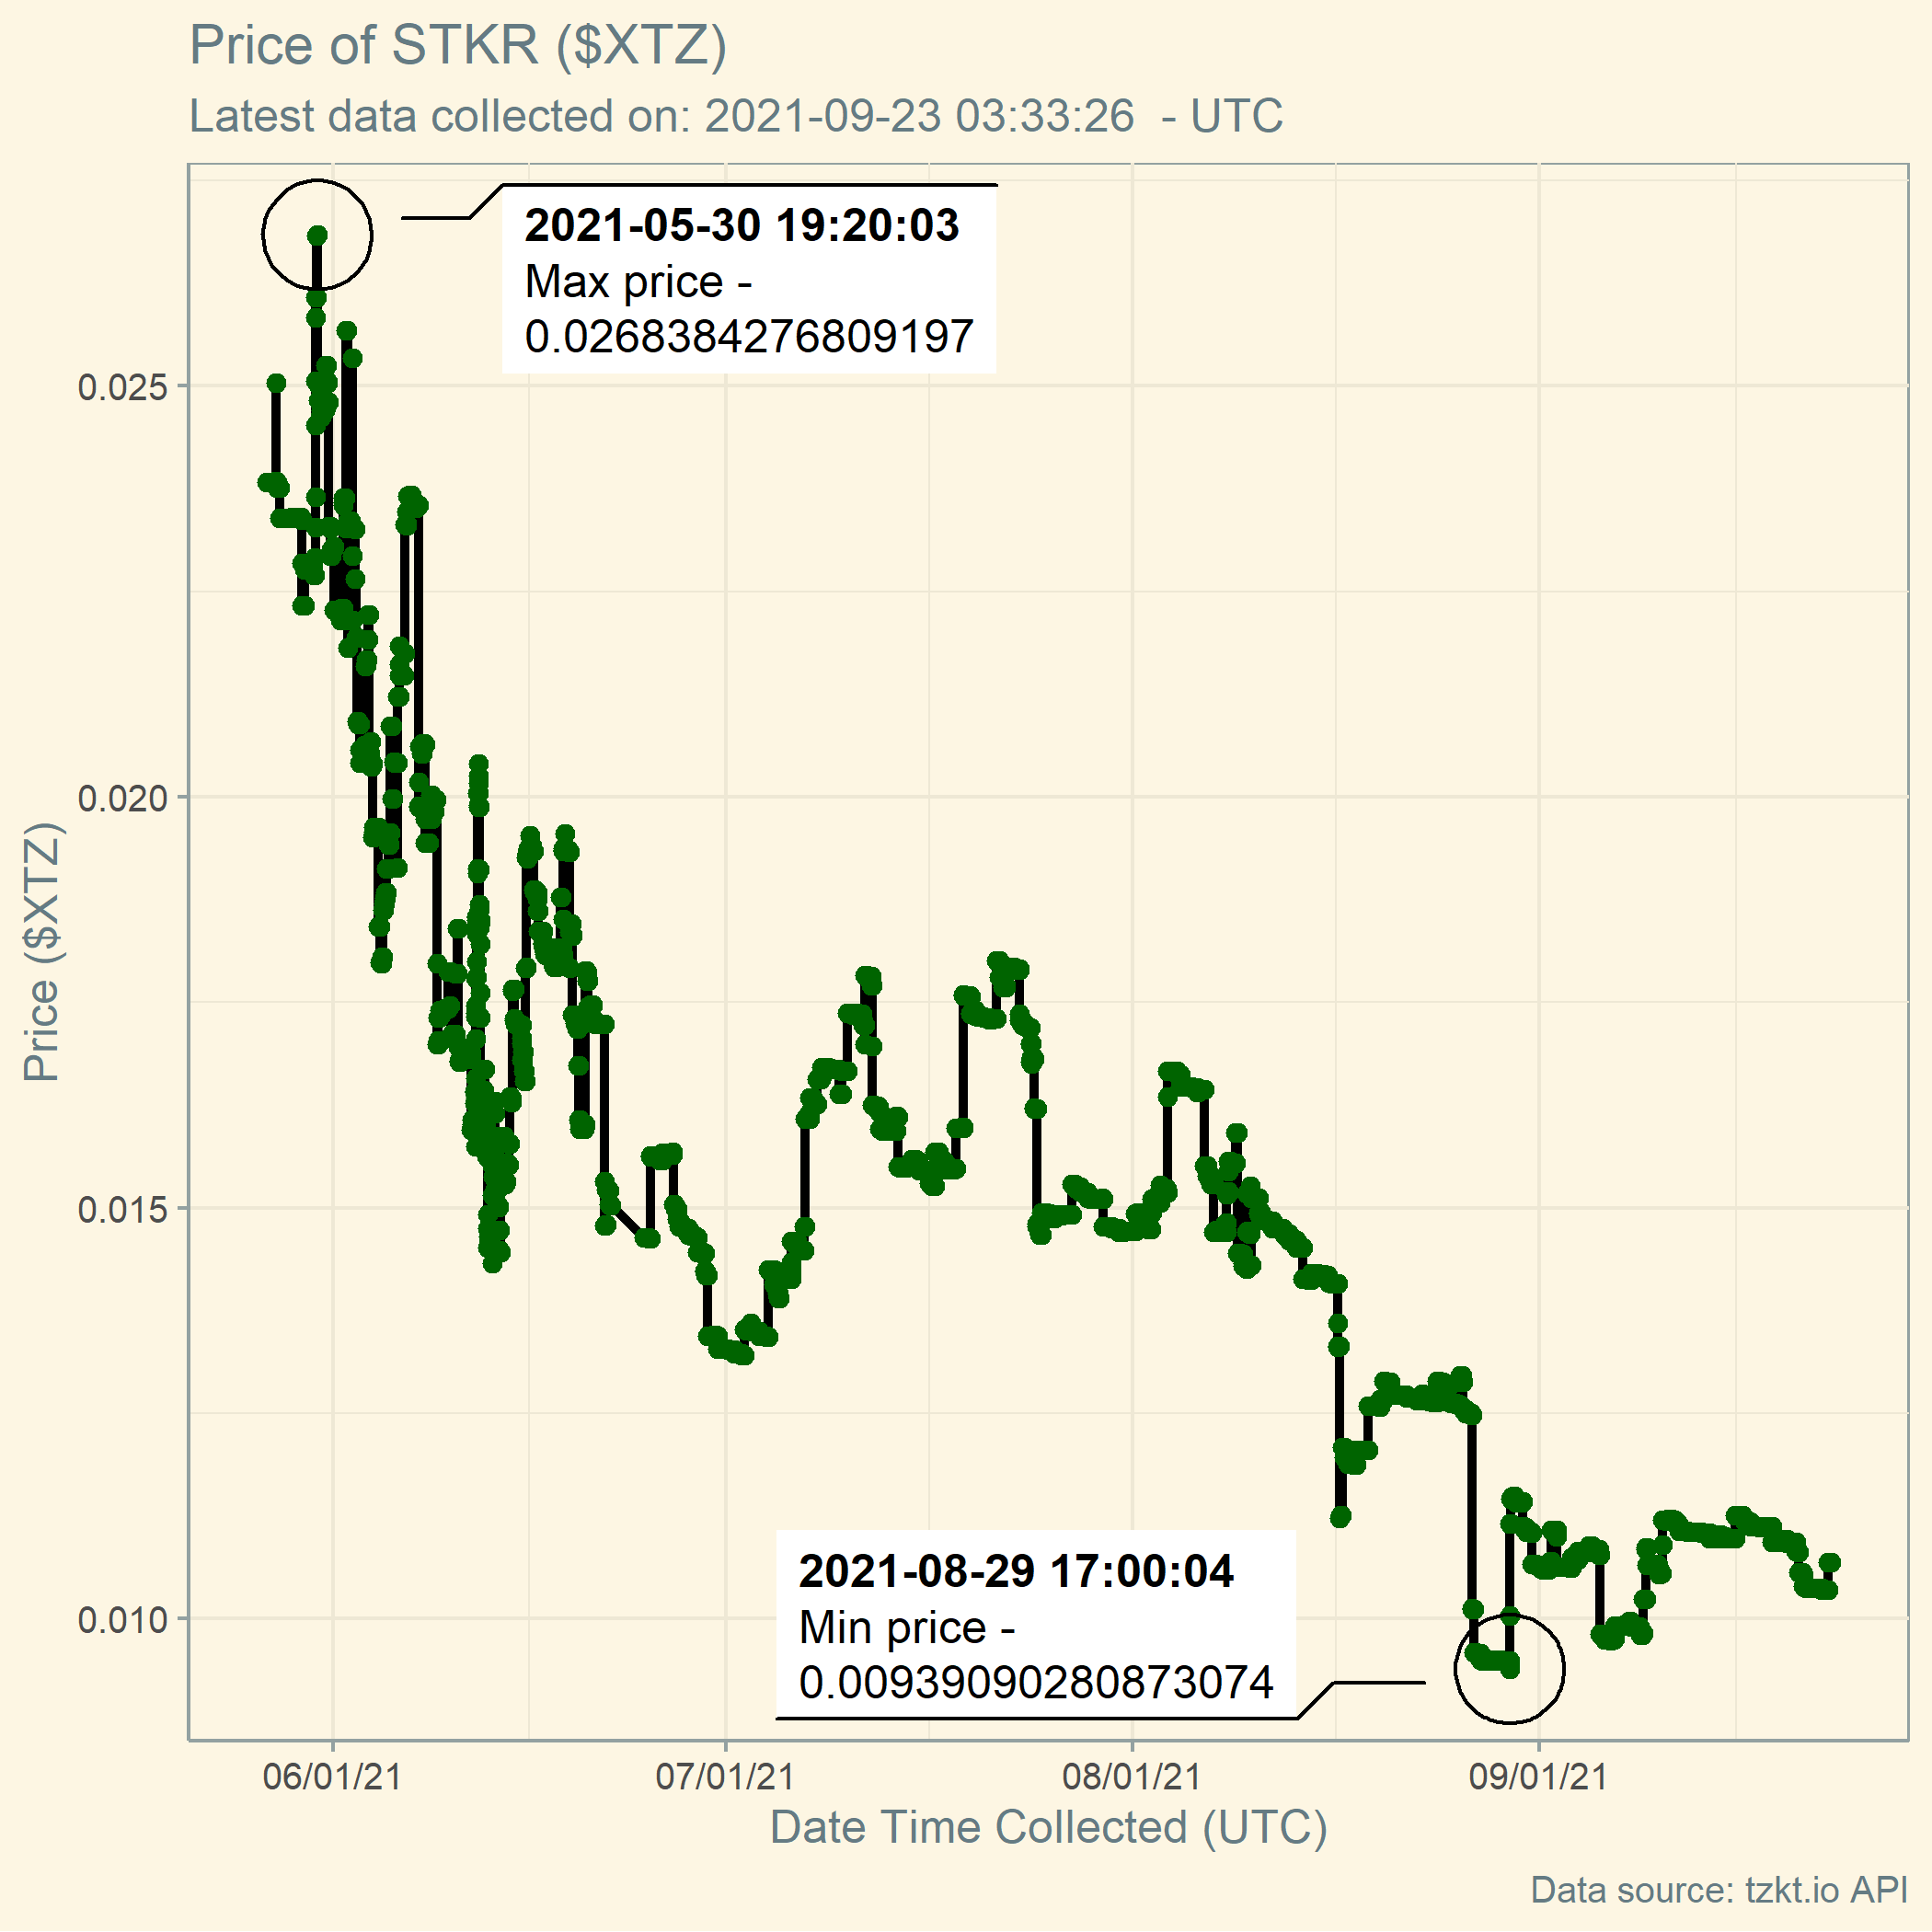 Price of STKR ($XTZ)
Latest data collected on: 2021-09-23 03:33:26  - UTC
2021-05-30 19:20:03
Max price -
0.0268384276809197
0.025
0.020
0.015
0.010
Price ($XTZ)
2021-08-29 17:00:04
Min price -
0.00939090280873074
06/01/21
07/01/21
08/01/21
09/01/21
Date Time Collected (UTC)
Data source: tzkt.io API